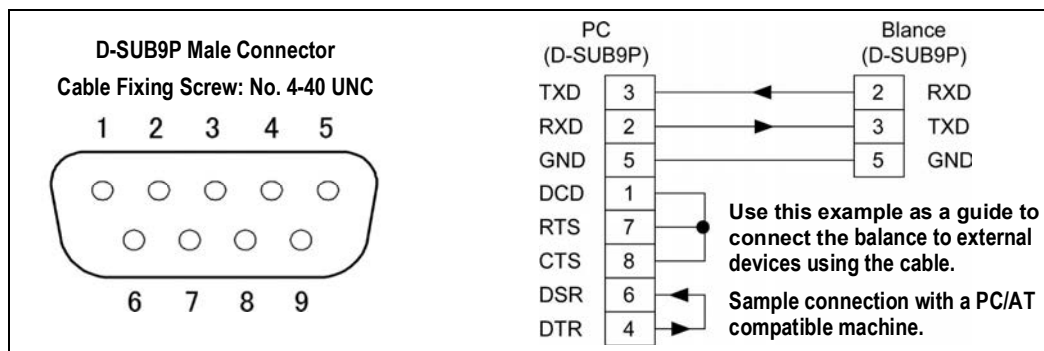 D-SUB9P Male Connector
Cable Fixing Screw: No. 4-40 UNC
1 2 3 4 5
6 7 8 9
PC
(D-SUB9P)
Blance
(D-SUB9P)
TXD 3 2 RXD
RXD 2 3 TXD
GND 5 5 GND
DCD 1
RTS 7
CTS 8
DSR 6
DTR 4
Use this example as a guide to
connect the balance to external
devices using the cable.
Sample connection with a PC/AT
compatible machine.